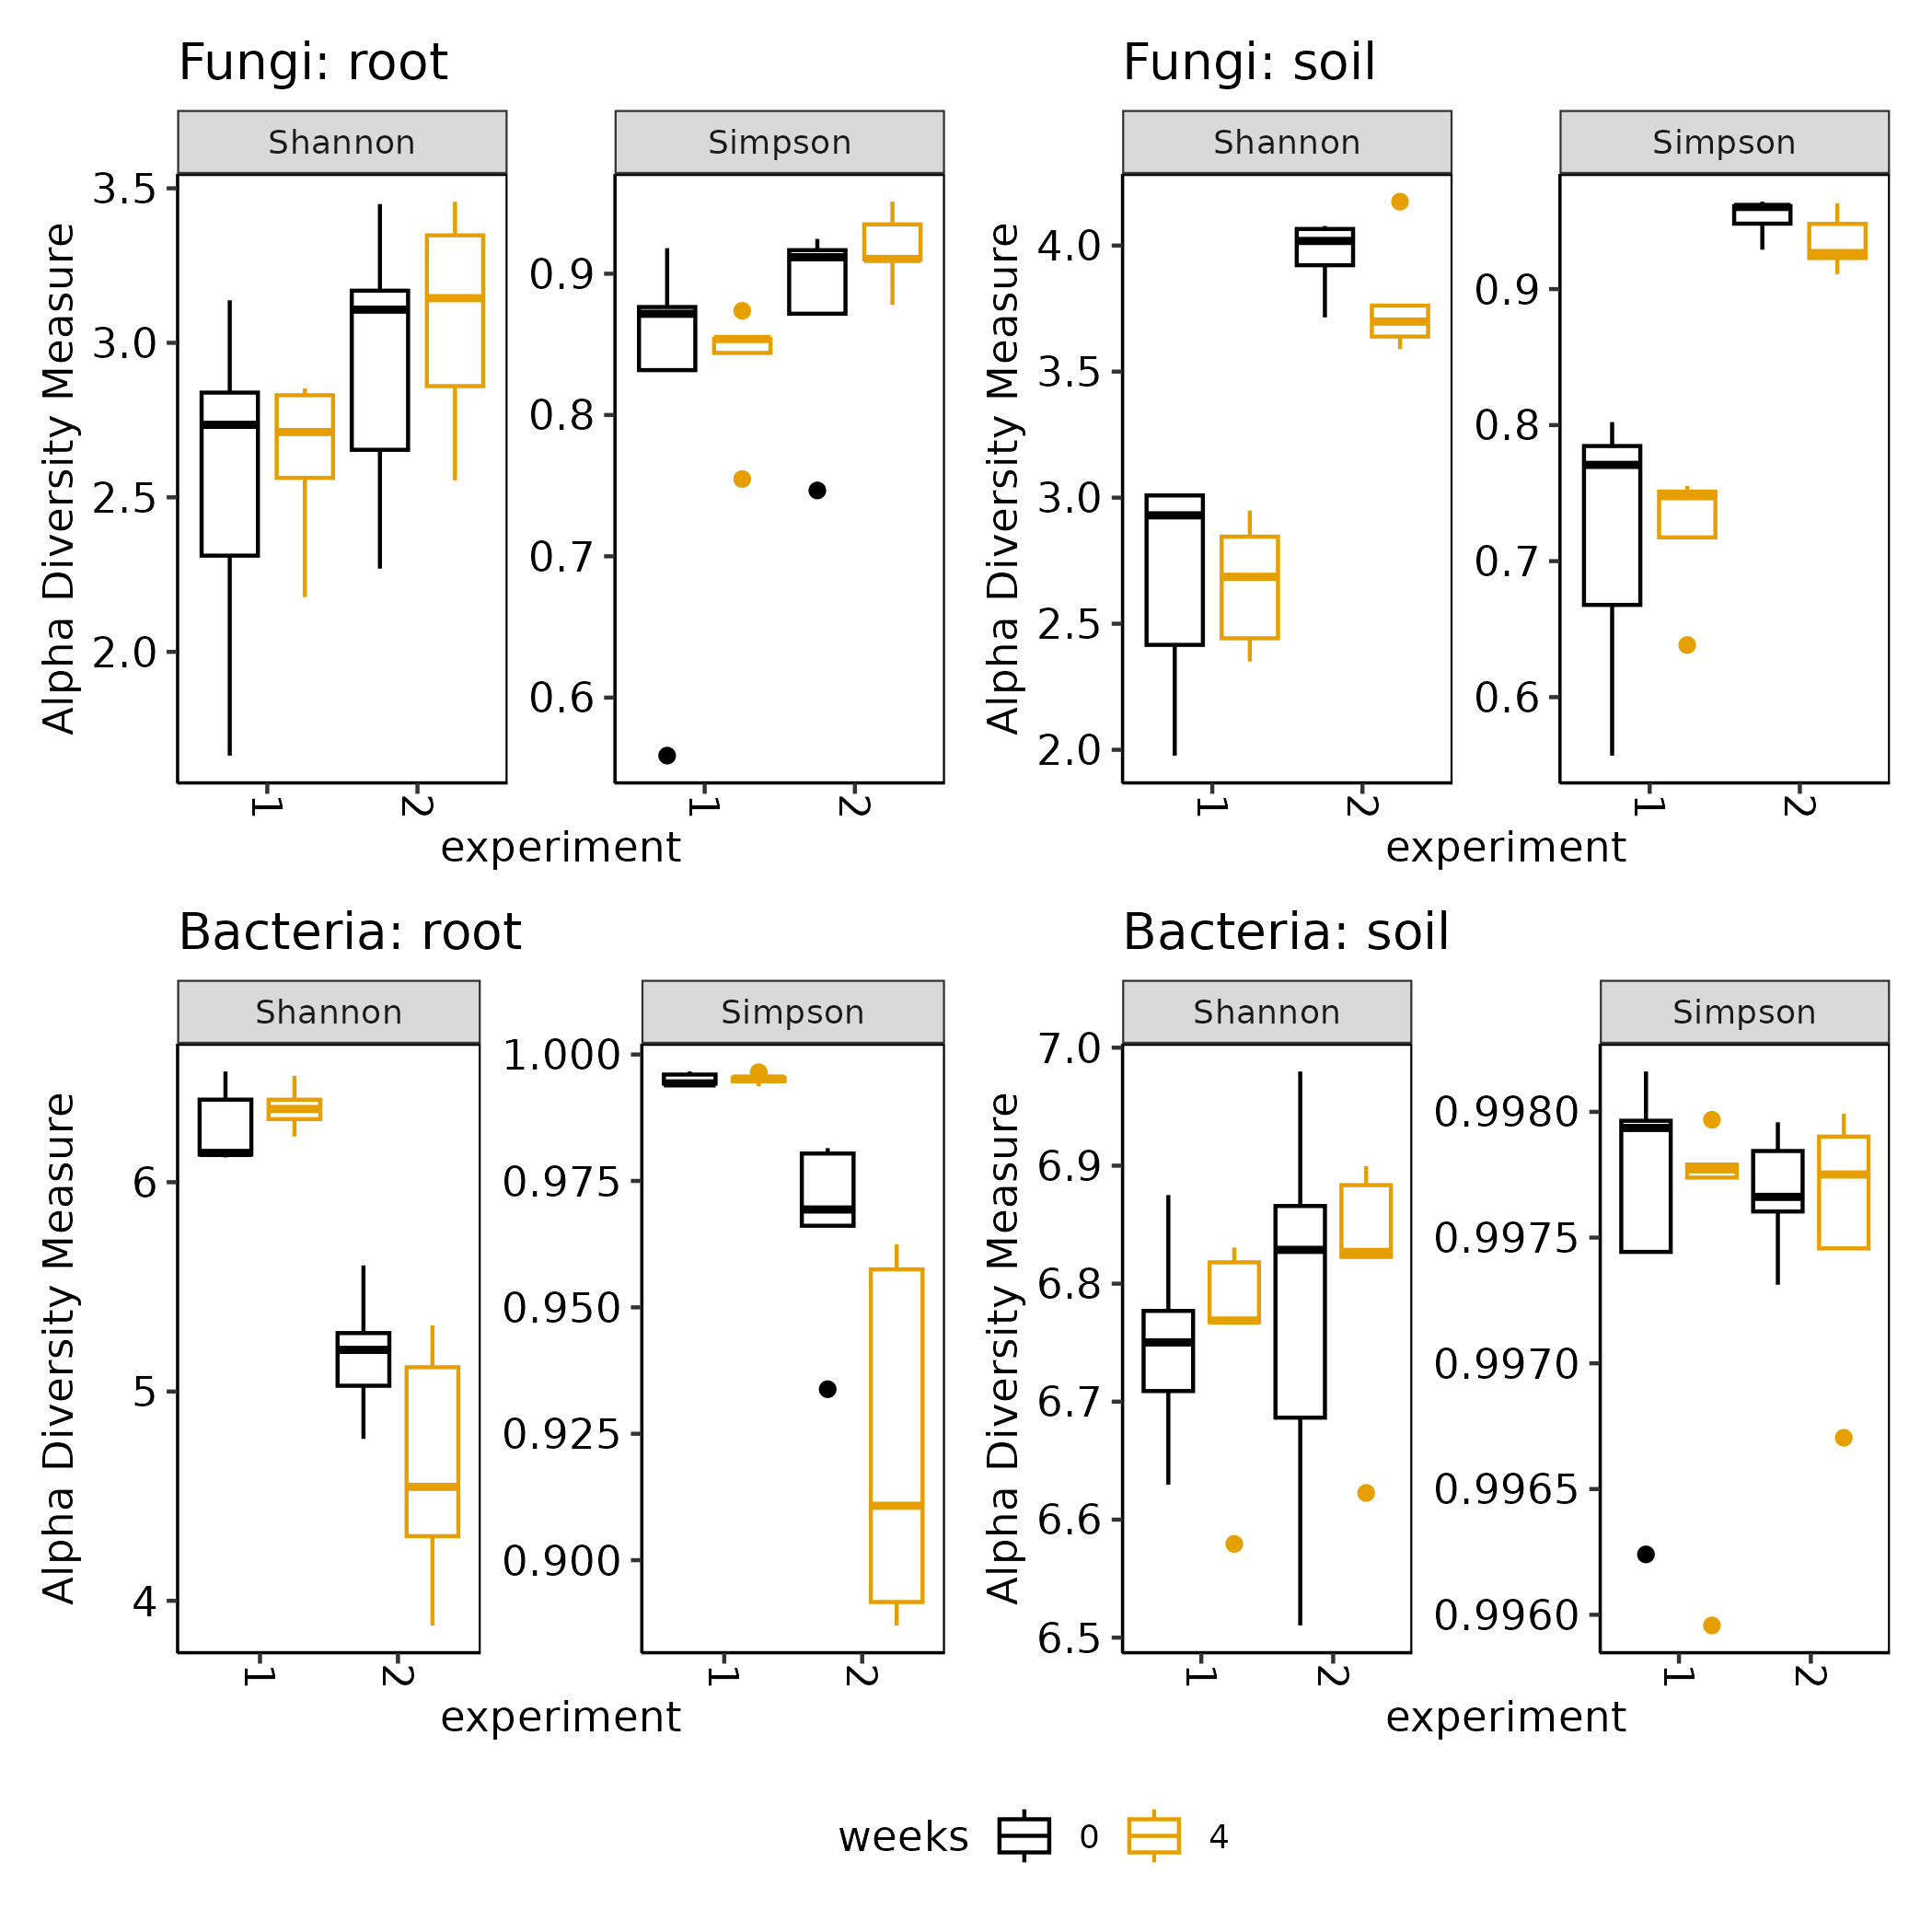 Fungi: root
Shannon
Simpson
Alpha Diversity Measure
3.5
3.0
2.5
2.0
0.9
0.8
0.7
0.6
1
2
1
2
experiment
Fungi: soil
Shannon
Simpson
Alpha Diversity Measure
4.0
3.5
3.0
2.5
2.0
0.9
0.8
0.7
0.6
1
2
1
2
experiment
Bacteria: root
Shannon
Simpson
Alpha Diversity Measure
6
5
4
1.000
0.975
0.950
0.925
0.900
1
2
1
2
experiment
Bacteria: soil
Shannon
Simpson
Alpha Diversity Measure
7.0
6.9
6.8
6.7
6.6
6.5
0.9980
0.9975
0.9970
0.9965
0.9960
1
2
1
2
experiment
weeks 0 4